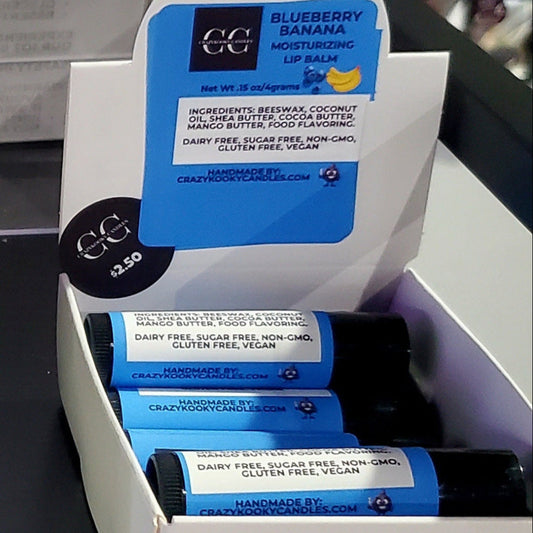 BLUEBERRY
BANANA
MOISTURIZING
LIP BALM
CC
CRAZYKOOKYCANDLES
Net Wt .15 oz/4grams
INGREDIENTS: BEESWAX, COCONUT
OIL, SHEA BUTTER, COCOA BUTTER,
MANGO BUTTER, FOOD FLAVORING.
DAIRY FREE, SUGAR FREE, NON-GMO,
GLUTEN FREE, VEGAN
HANDMADE BY:
CRAZYKOOKYCANDLES.COM
CC
CRAZYKOOKYCANDLES
$2.50
INGREDIENTS: BEESWAX, COCONUT
OIL, SHEA BUTTER, COCOA BUTTER,
MANGO BUTTER, FOOD FLAVORING.
DAIRY FREE, SUGAR FREE, NON-GMO,
GLUTEN FREE, VEGAN
HANDMADE BY:
CRAZYKOOKYCANDLES.COM
HANDMADE BY:
CRAZYKOOKYCANDLES.COM
MANGO BUTTER, FOOD FLAVORING.
DAIRY FREE, SUGAR FREE, NON-GMO,
GLUTEN FREE, VEGAN
HANDMADE BY:
CRAZYKOOKYCANDLES.COM